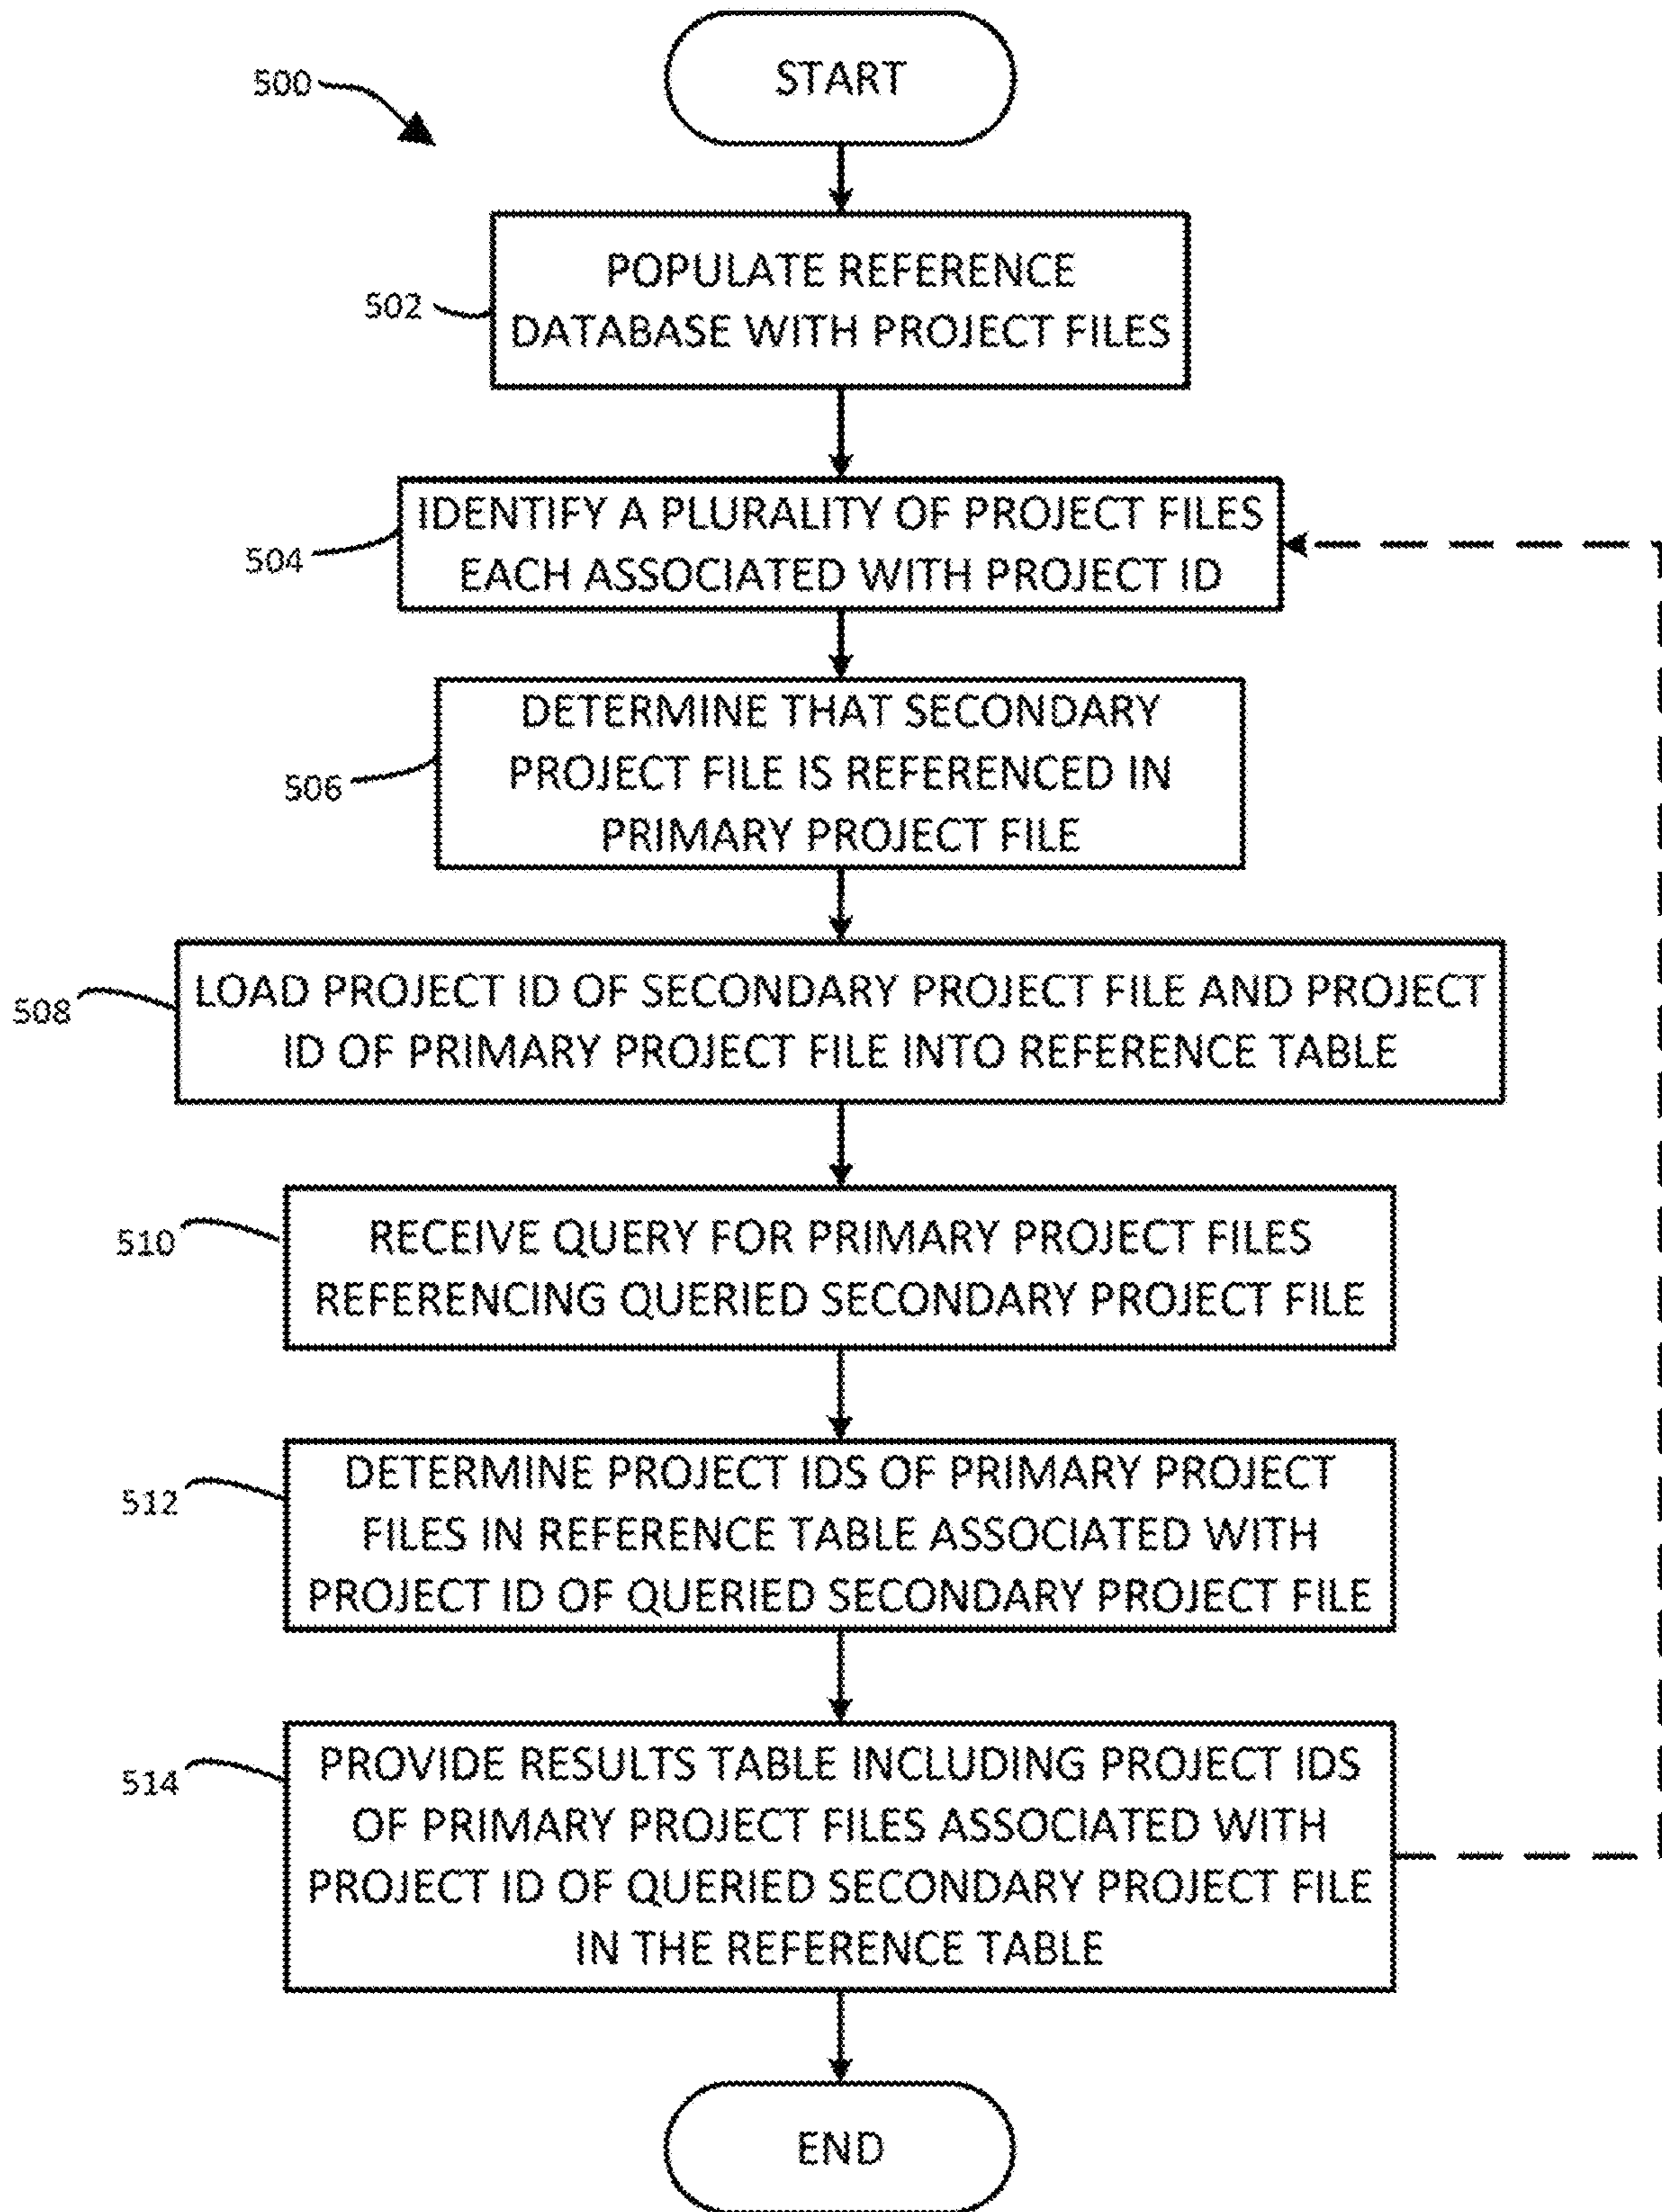 START
500
POPULATE REFERENCE
DATABASE WITH PROJECT FILES
502
IDENTIFY A PLURALITY OF PROJECT FILES
EACH ASSOCIATED WITH PROJECT ID
504
DETERMINE THAT SECONDARY
PROJECT FILE IS REFERENCED IN
PRIMARY PROJECT FILE
506
LOAD PROJECT ID OF SECONDARY PROJECT FILE AND PROJECT
ID OF PRIMARY PROJECT FILE INTO REFERENCE TABLE
508
RECEIVE QUERY FOR PRIMARY PROJECT FILES
REFERENCING QUERIED SECONDARY PROJECT FILE
510
DETERMINE PROJECT IDS OF PRIMARY PROJECT
FILES IN REFERENCE TABLE ASSOCIATED WITH
PROJECT ID OF QUERIED SECONDARY PROJECT FILE
512
PROVIDE RESULTS TABLE INCLUDING PROJECT IDS
OF PRIMARY PROJECT FILES ASSOCIATED WITH
PROJECT ID OF QUERIED SECONDARY PROJECT FILE
IN THE REFERENCE TABLE
514
END